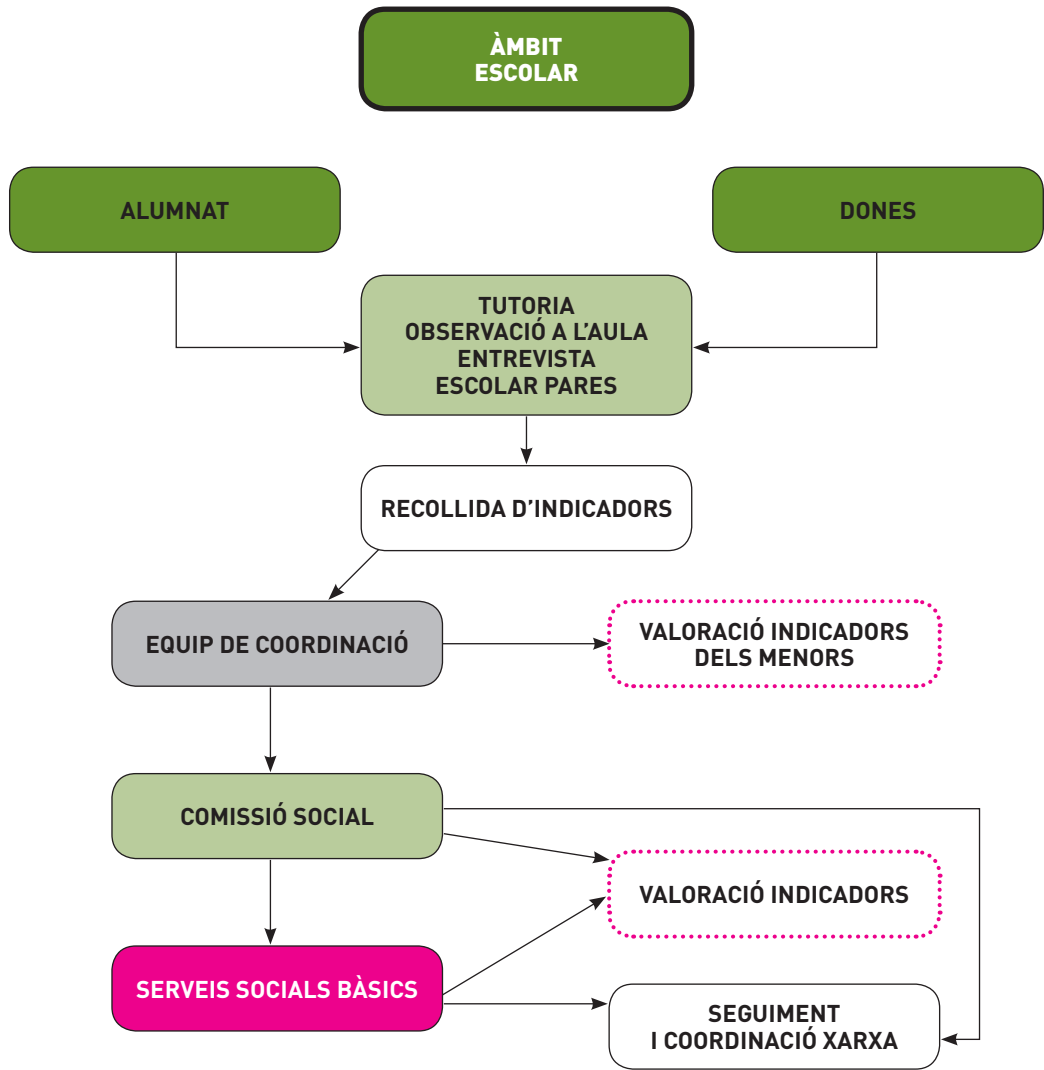 ÀMBIT
ESCOLAR
ALUMNAT
DONES
TUTORIA
OBSERVACIÓ A L’AULA
ENTREVISTA
ESCOLAR PARES
RECOLLIDA D’INDICADORS
EQUIP DE COORDINACIÓ
VALORACIÓ INDICADORS
DELS MENORS
COMISSIÓ SOCIAL
VALORACIÓ INDICADORS
SERVEIS SOCIALS BÀSICS
SEGUIMENT
I COORDINACIÓ XARXA